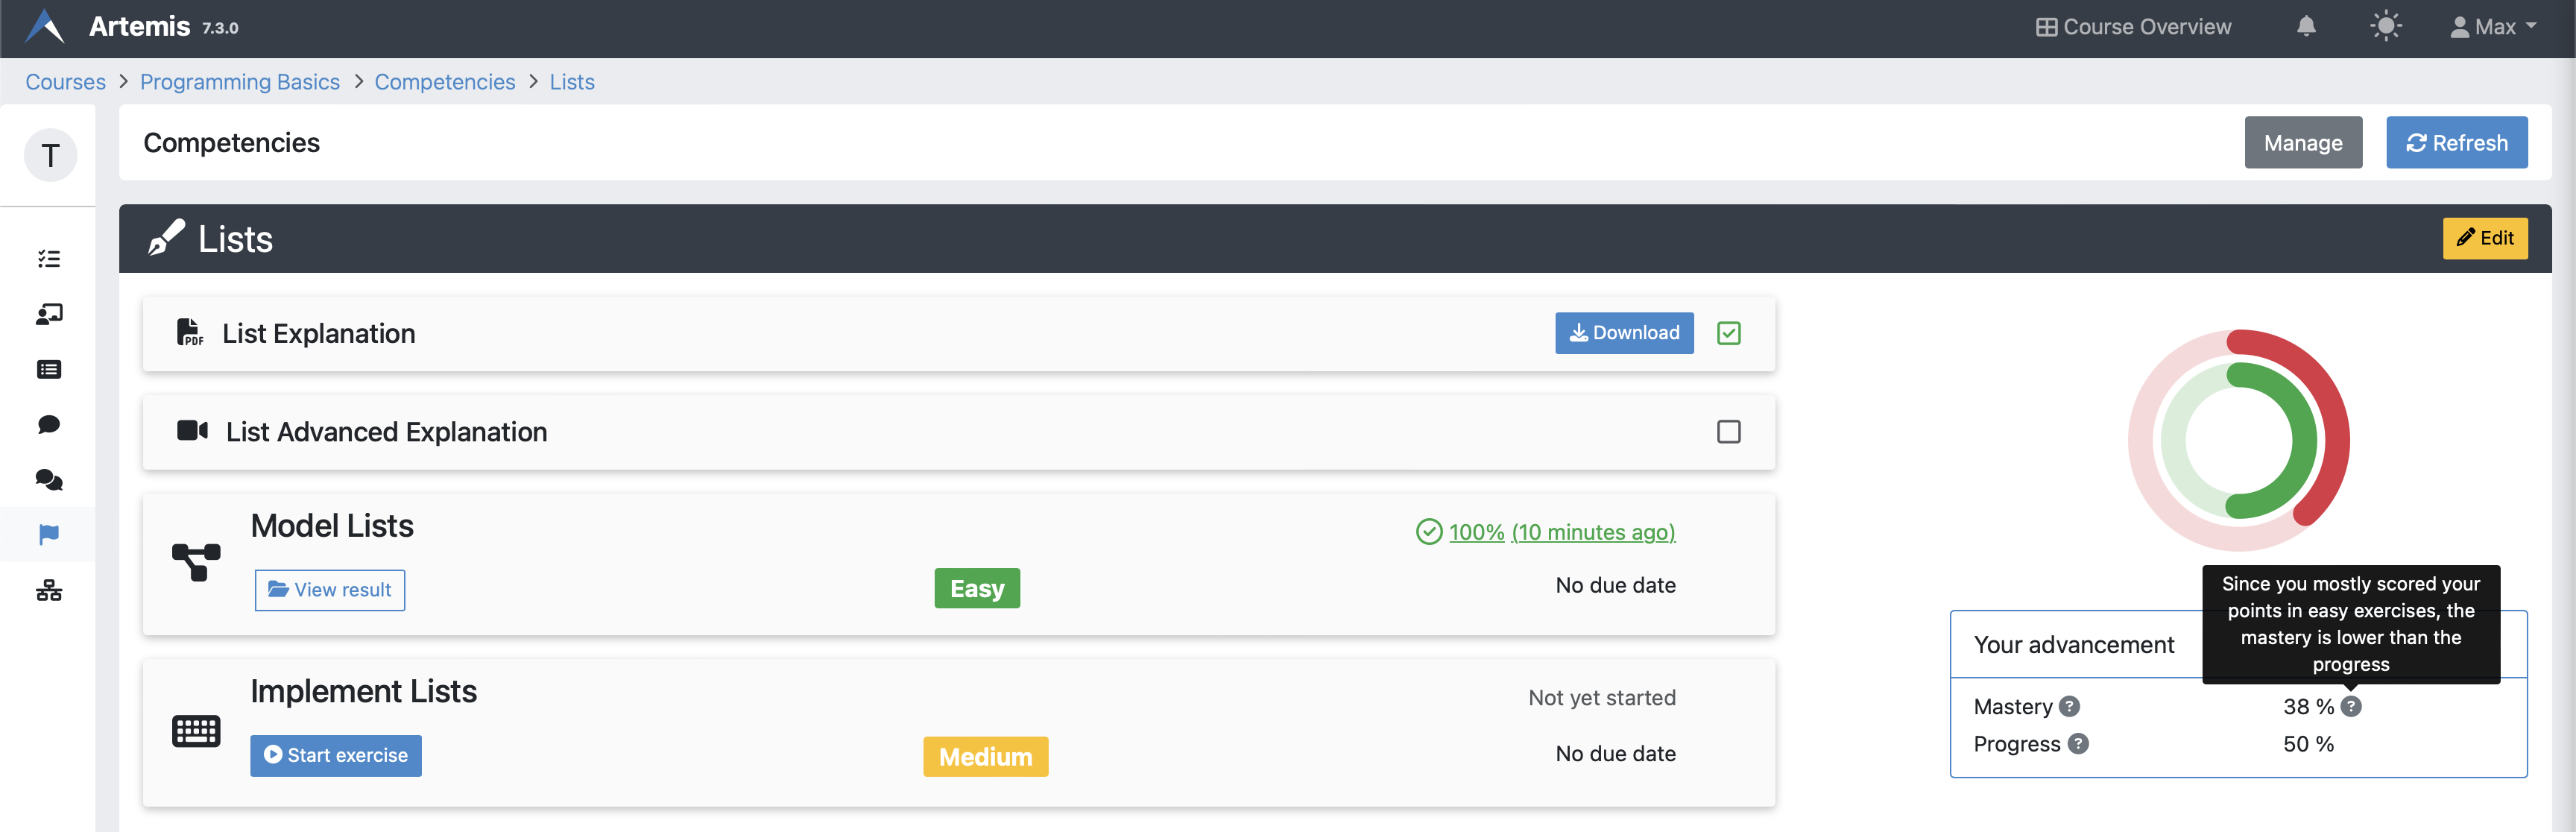 Artemis 7.3.0
Course Overview
Max
Courses > Programming Basics > Competencies > Lists
T
Competencies
Manage
Refresh
Lists
Edit
PDF
List Explanation
Download
List Advanced Explanation
Model Lists
100% (10 minutes ago)
View result
Easy
No due date
Implement Lists
Not yet started
Start exercise
Medium
No due date
Since you mostly scored your
points in easy exercises, the
mastery is lower than the
progress
Your advancement
Mastery ? 38 % ?
Progress ? 50 %